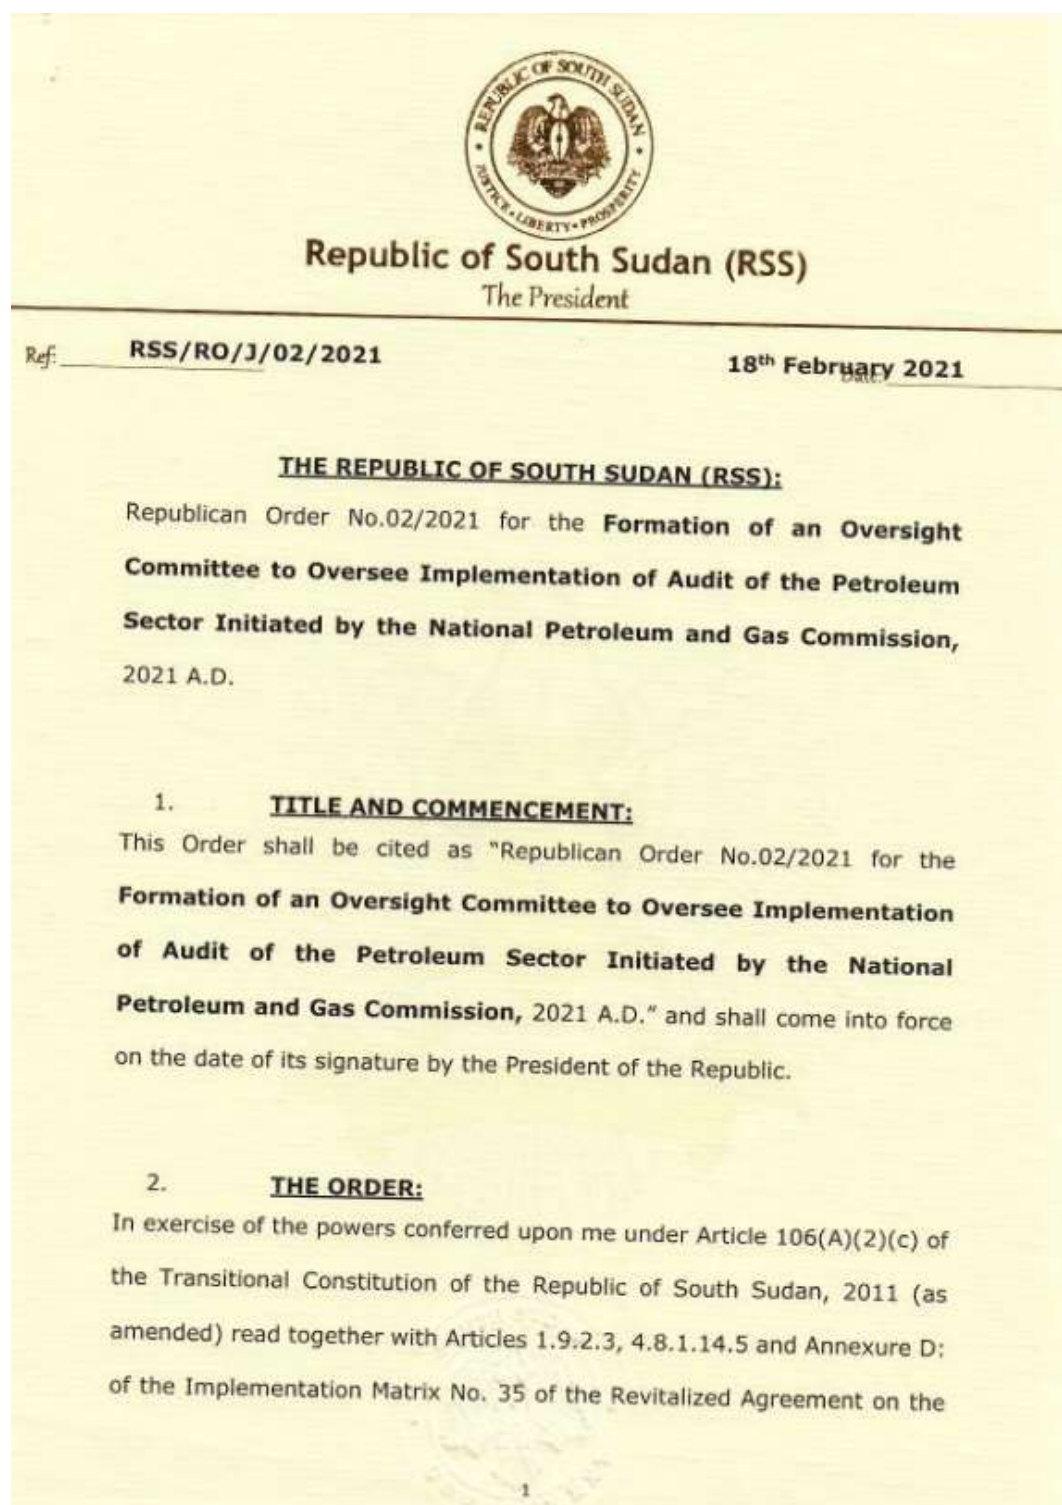 REPUBLIC OF SOUTH SUDAN
JUSTICE • LIBERTY • PROSPERITY
Republic of South Sudan (RSS)
The President
Ref: RSS/RO/J/02/2021
18th February 2021
Date:
THE REPUBLIC OF SOUTH SUDAN (RSS):
Republican Order No.02/2021 for the Formation of an Oversight
Committee to Oversee Implementation of Audit of the Petroleum
Sector Initiated by the National Petroleum and Gas Commission,
2021 A.D.
1. TITLE AND COMMENCEMENT:
This Order shall be cited as "Republican Order No.02/2021 for the
Formation of an Oversight Committee to Oversee Implementation
of Audit of the Petroleum Sector Initiated by the National
Petroleum and Gas Commission, 2021 A.D." and shall come into force
on the date of its signature by the President of the Republic.
2. THE ORDER:
In exercise of the powers conferred upon me under Article 106(A)(2)(c) of
the Transitional Constitution of the Republic of South Sudan, 2011 (as
amended) read together with Articles 1.9.2.3, 4.8.1.14.5 and Annexure D:
of the Implementation Matrix No. 35 of the Revitalized Agreement on the
1